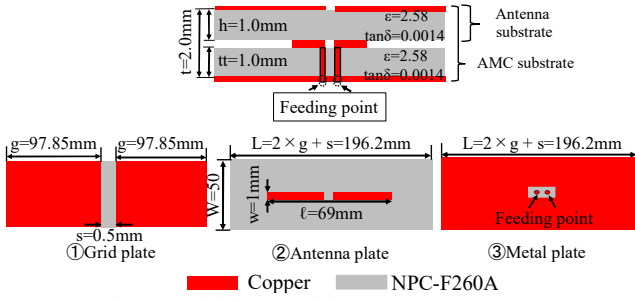 t=2.0mm
h=1.0mm
ε=2.58
tanδ=0.0014
Antenna
substrate
tt=1.0mm
ε=2.58
tanδ=0.0014
AMC substrate
Feeding point
g=97.85mm
g=97.85mm
s=0.5mm
①Grid plate
L=2×g + s=196.2mm
W=50
w=1mm
ℓ=69mm
②Antenna plate
L=2×g + s=196.2mm
Feeding point
③Metal plate
Copper
NPC-F260A